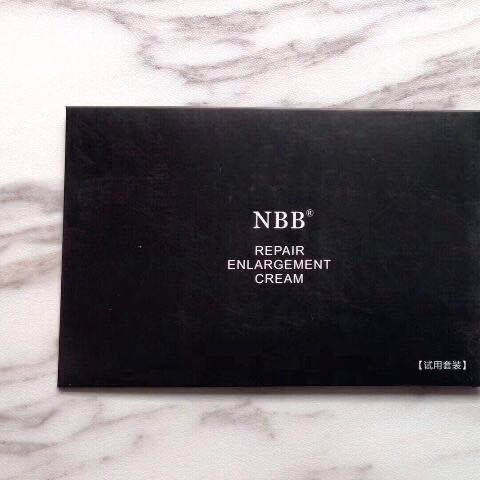 NBB®
REPAIR
ENLARGEMENT
CREAM
【试用套装】